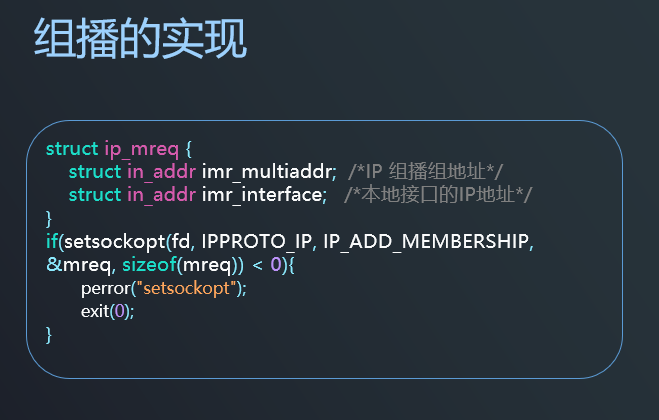 组播的实现
struct ip_mreq {
struct in_addr imr_multiaddr; /*IP 组播组地址*/
struct in_addr imr_interface; /*本地接口的IP地址*/
}
if(setsockopt(fd, IPPROTO_IP, IP_ADD_MEMBERSHIP,
&mreq, sizeof(mreq)) < 0){
perror("setsockopt");
exit(0);
}